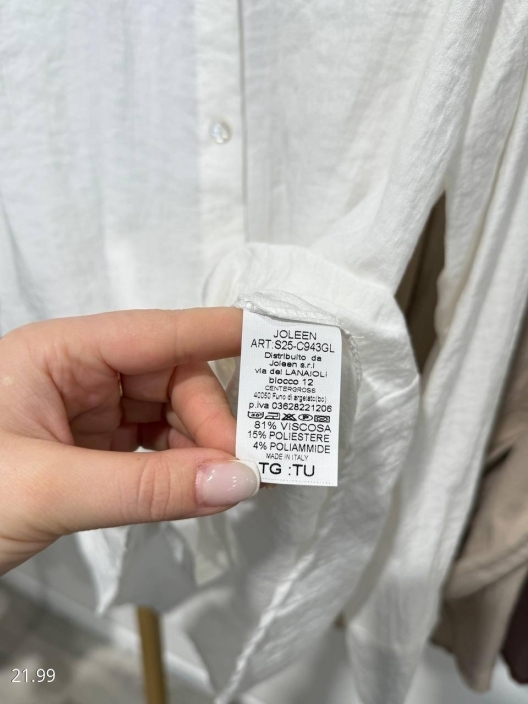 JOLEEN
ART:S25-C943GL
Distribuito da
Joleen s.r.l
via dei LANAIOLI
blocco 12
CENTERGROSS
40050 Funo di argelato(bo)
p.iva 03628221206
81% VISCOSA
15% POLIESTERE
4% POLIAMMIDE
MADE IN ITALY
TG :TU
21.99